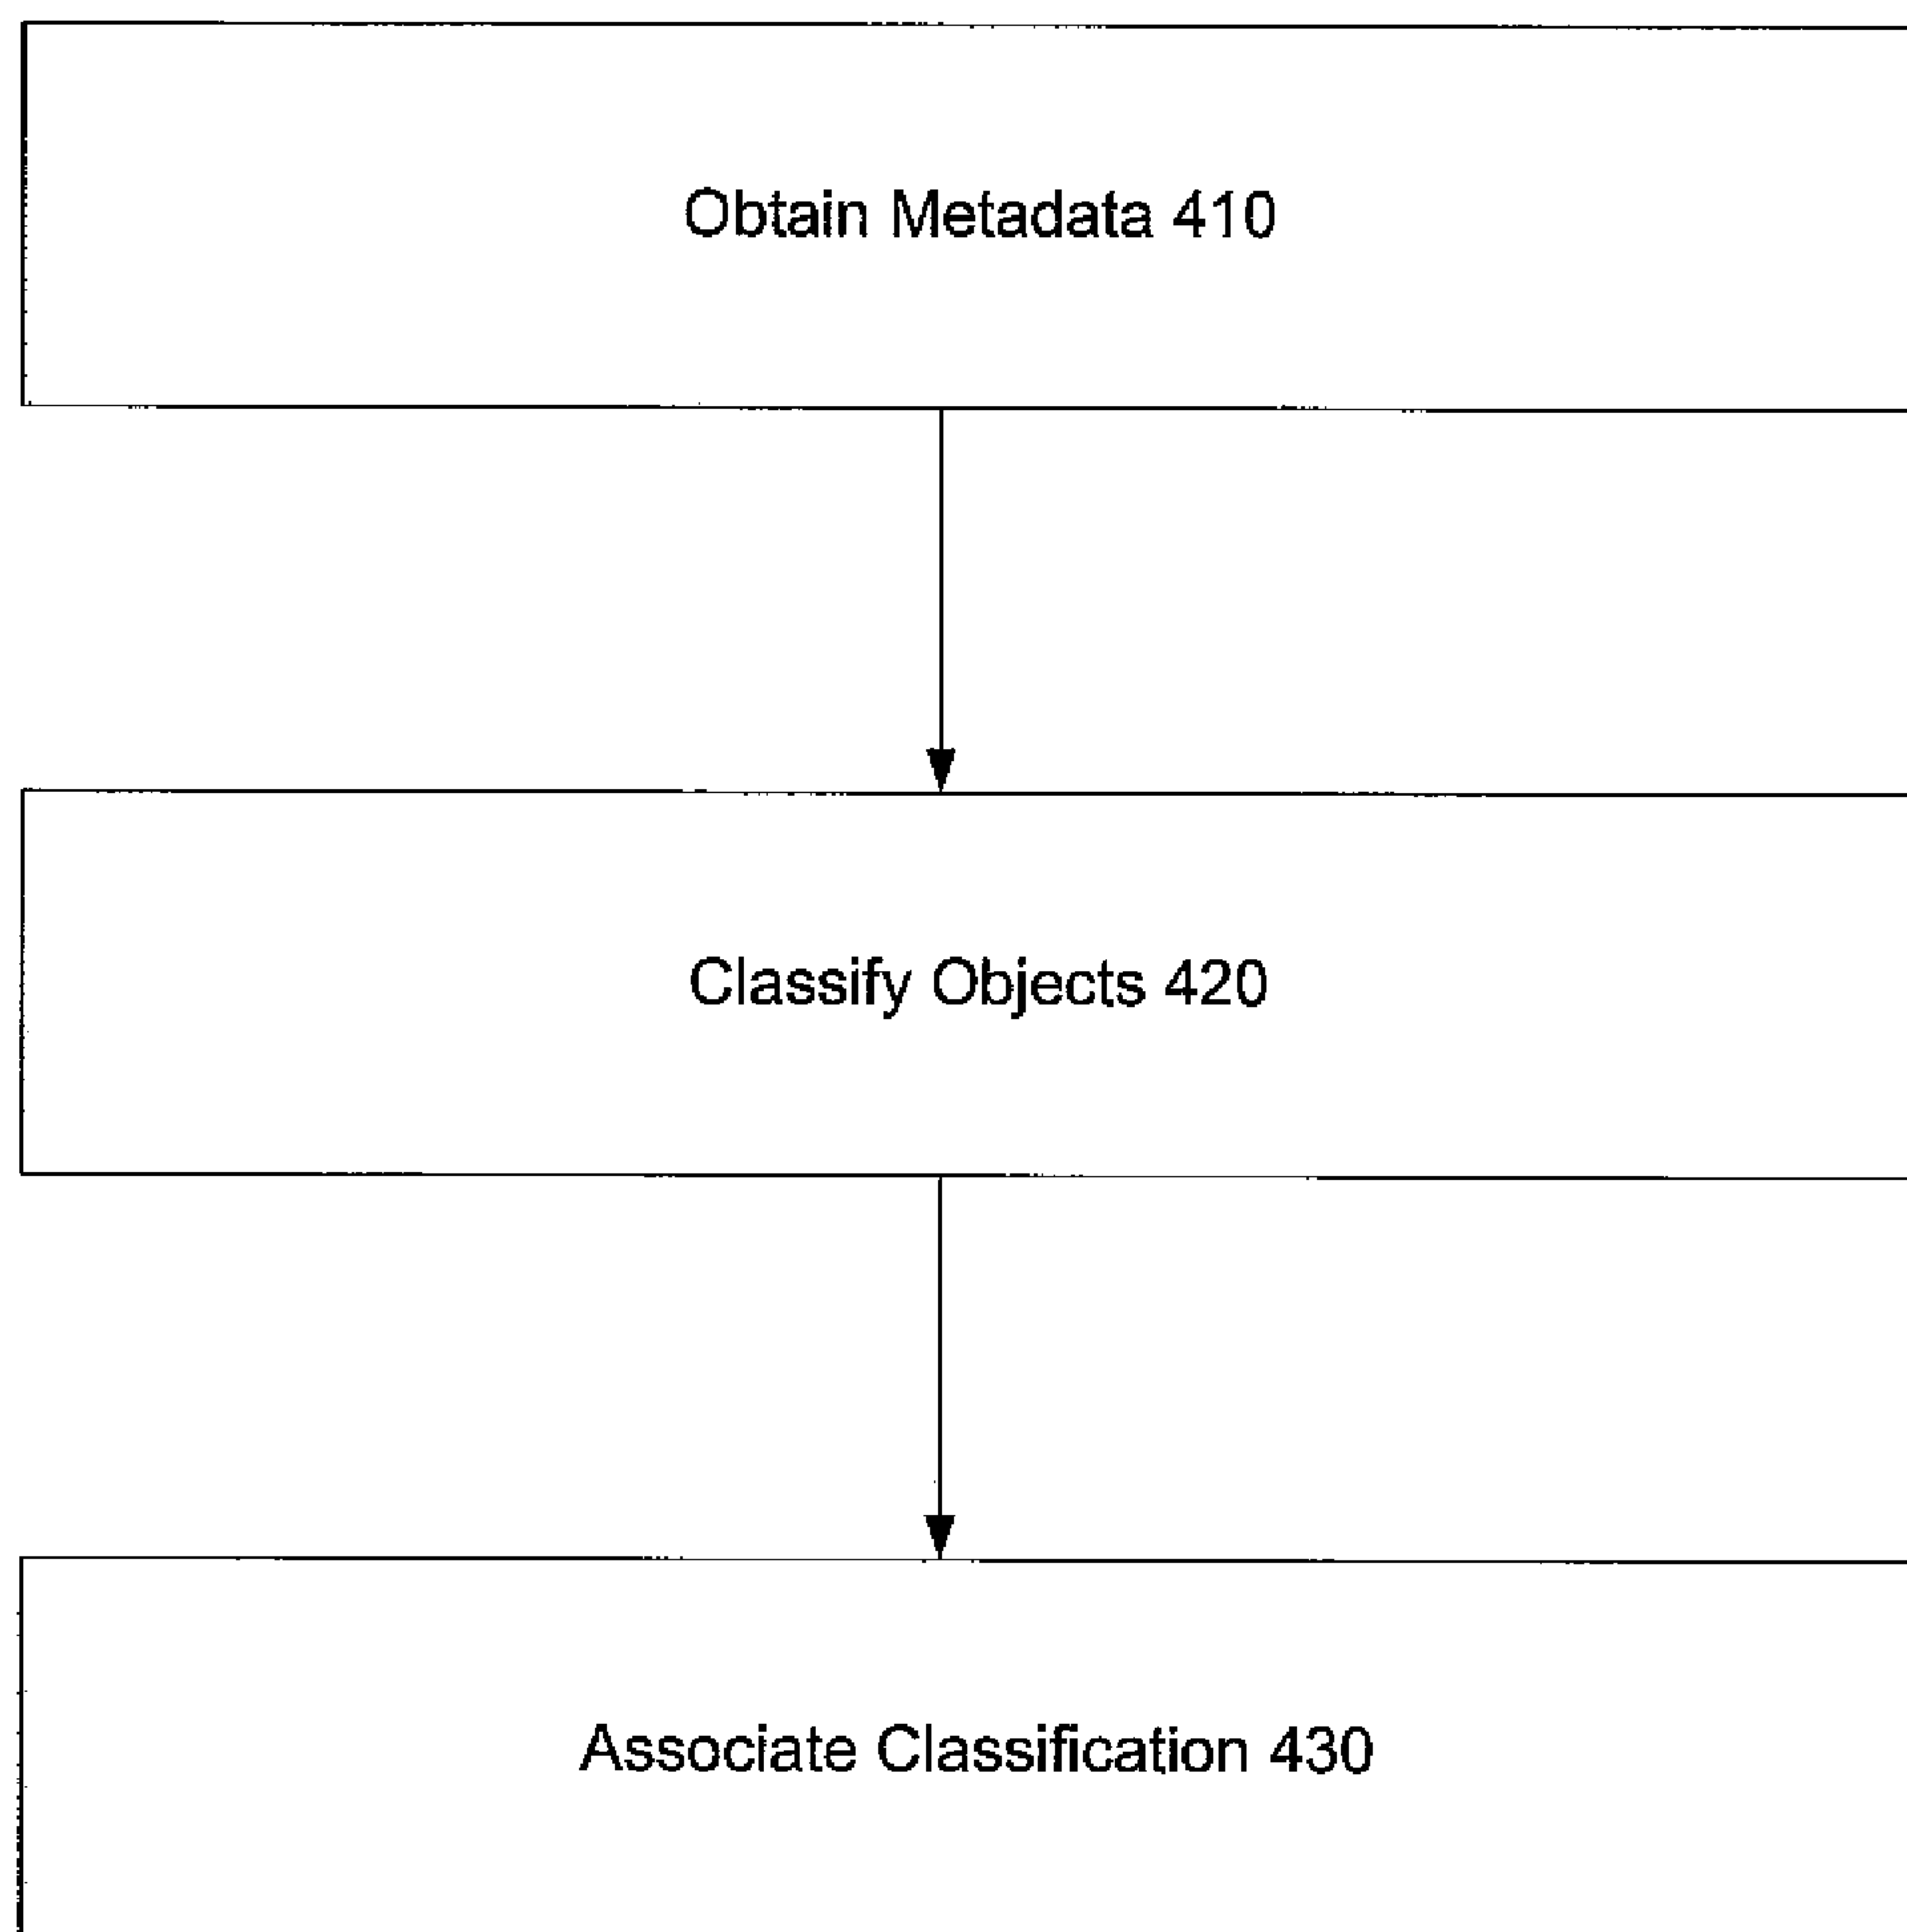 Obtain Metadata 410
Classify Objects 420
Associate Classification 430